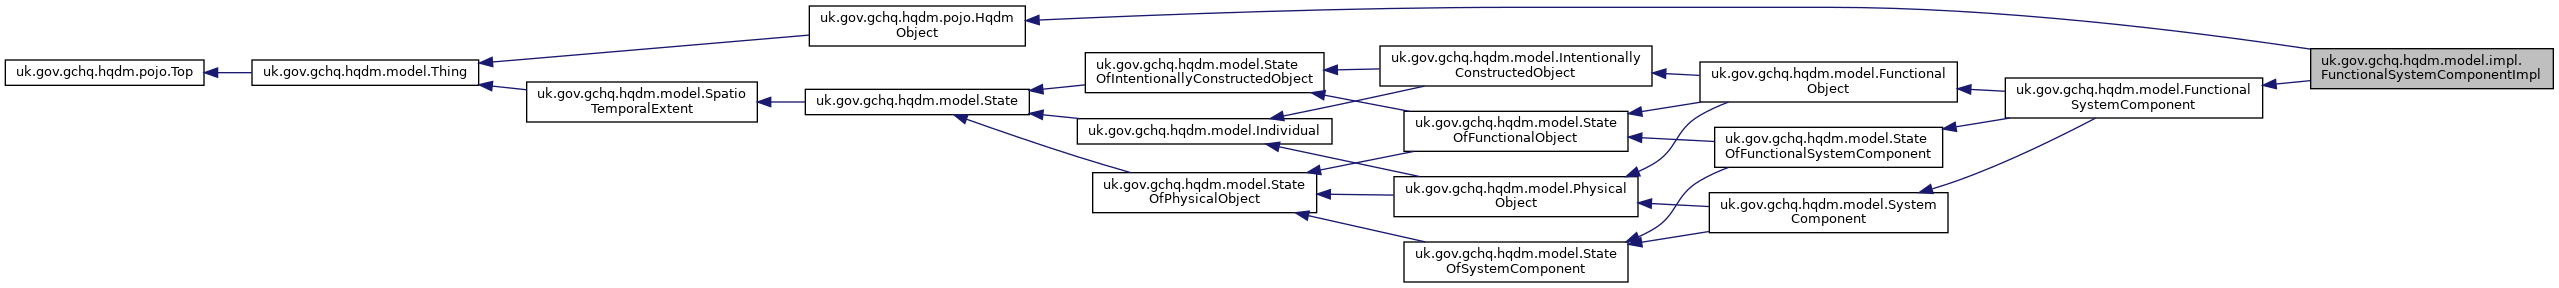 uk.gov.gchq.hqdm.pojo.Top
uk.gov.gchq.hqdm.model.Thing
uk.gov.gchq.hqdm.pojo.Hqdm
Object
uk.gov.gchq.hqdm.model.Spatio
TemporalExtent
uk.gov.gchq.hqdm.model.State
uk.gov.gchq.hqdm.model.State
OfIntentionallyConstructedObject
uk.gov.gchq.hqdm.model.Individual
uk.gov.gchq.hqdm.model.State
OfPhysicalObject
uk.gov.gchq.hqdm.model.Intentionally
ConstructedObject
uk.gov.gchq.hqdm.model.State
OfFunctionalObject
uk.gov.gchq.hqdm.model.Physical
Object
uk.gov.gchq.hqdm.model.State
OfSystemComponent
uk.gov.gchq.hqdm.model.Functional
Object
uk.gov.gchq.hqdm.model.State
OfFunctionalSystemComponent
uk.gov.gchq.hqdm.model.System
Component
uk.gov.gchq.hqdm.model.Functional
SystemComponent
uk.gov.gchq.hqdm.model.impl.
FunctionalSystemComponentImpl